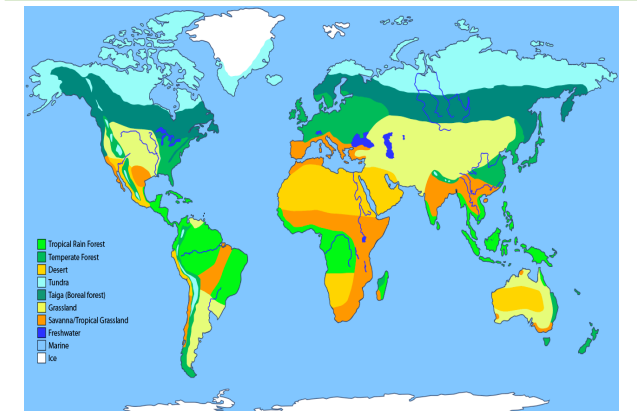 Tropical Rain Forest
Temperate Forest
Desert
Tundra
Taiga (Boreal forest)
Grassland
Savanna/Tropical Grassland
Freshwater
Marine
Ice